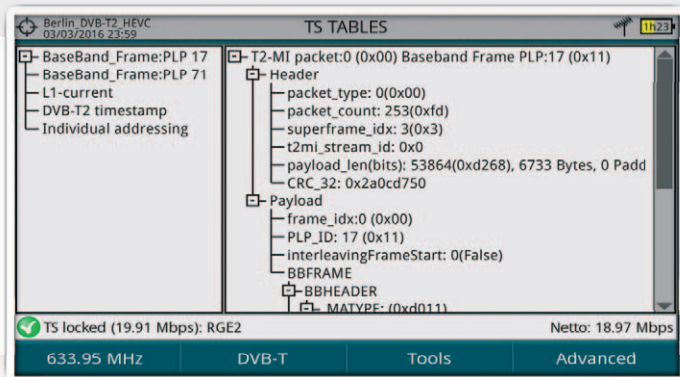 Berlin_DVB-T2_HEVC
03/03/2016 23:59
TS TABLES
1h23
BaseBand_Frame:PLP 17
BaseBand_Frame:PLP 71
L1-current
DVB-T2 timestamp
Individual addressing
T2-MI packet:0 (0x00) Baseband Frame PLP:17 (0x11)
Header
packet_type: 0(0x00)
packet_count: 253(0xfd)
superframe_idx: 3(0x3)
t2mi_stream_id: 0x0
payload_len(bits): 53864(0xd268), 6733 Bytes, 0 Padd
CRC_32: 0x2a0cd750
Payload
frame_idx:0 (0x00)
PLP_ID: 17 (0x11)
interleavingFrameStart: 0(False)
BBFRAME
BBHEADER
MATYPE: (0xd011)
TS locked (19.91 Mbps): RGE2
Netto: 18.97 Mbps
633.95 MHz
DVB-T
Tools
Advanced